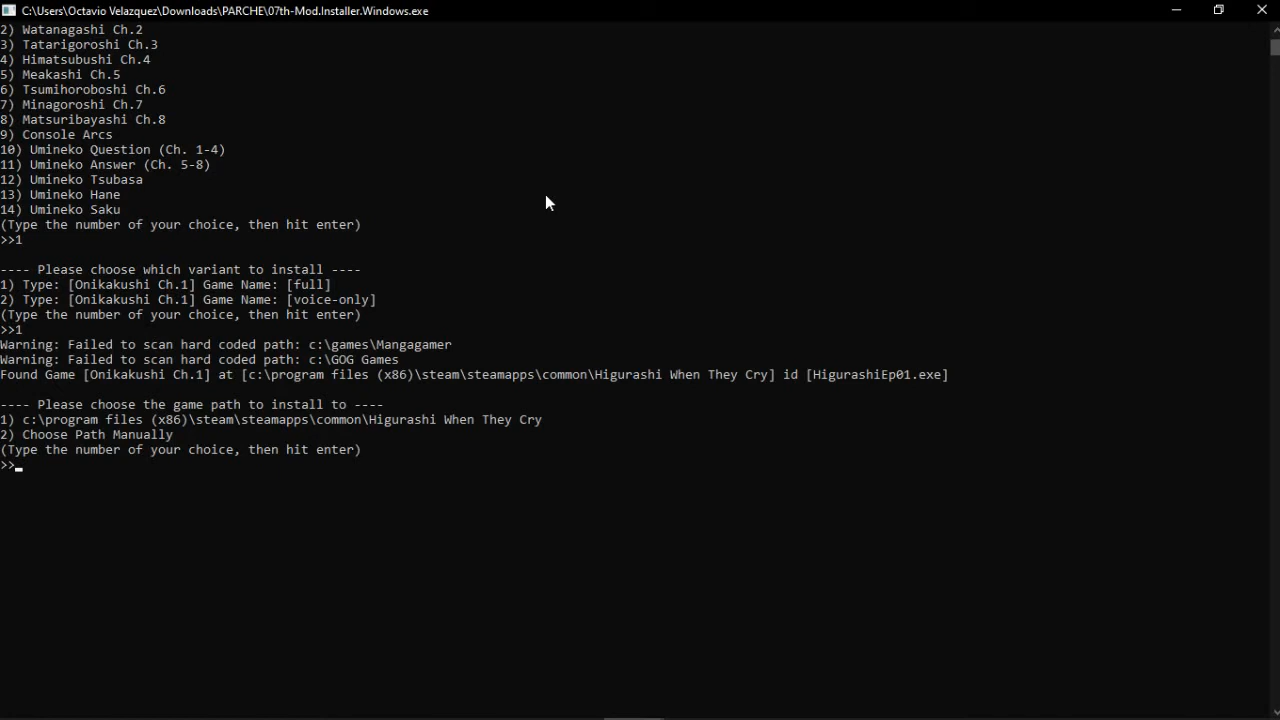 C:\Users\Octavio Velazquez\Downloads\PARCHE\07th-Mod.Installer.Windows.exe
2) Watanagashi Ch.2
3) Tatarigoroshi Ch.3
4) Himatsubushi Ch.4
5) Meakashi Ch.5
6) Tsumihoroboshi Ch.6
7) Minagoroshi Ch.7
8) Matsuribayashi Ch.8
9) Console Arcs
10) Umineko Question (Ch. 1-4)
11) Umineko Answer (Ch. 5-8)
12) Umineko Tsubasa
13) Umineko Hane
14) Umineko Saku
(Type the number of your choice, then hit enter)
>>1
---- Please choose which variant to install ----
1) Type: [Onikakushi Ch.1] Game Name: [full]
2) Type: [Onikakushi Ch.1] Game Name: [voice-only]
(Type the number of your choice, then hit enter)
>>1
Warning: Failed to scan hard coded path: c:\games\Mangagamer
Warning: Failed to scan hard coded path: c:\GOG Games
Found Game [Onikakushi Ch.1] at [c:\program files (x86)\steam\steamapps\common\Higurashi When They Cry] id [HigurashiEp01.exe]
---- Please choose the game path to install to ----
1) c:\program files (x86)\steam\steamapps\common\Higurashi When They Cry
2) Choose Path Manually
(Type the number of your choice, then hit enter)
>>_